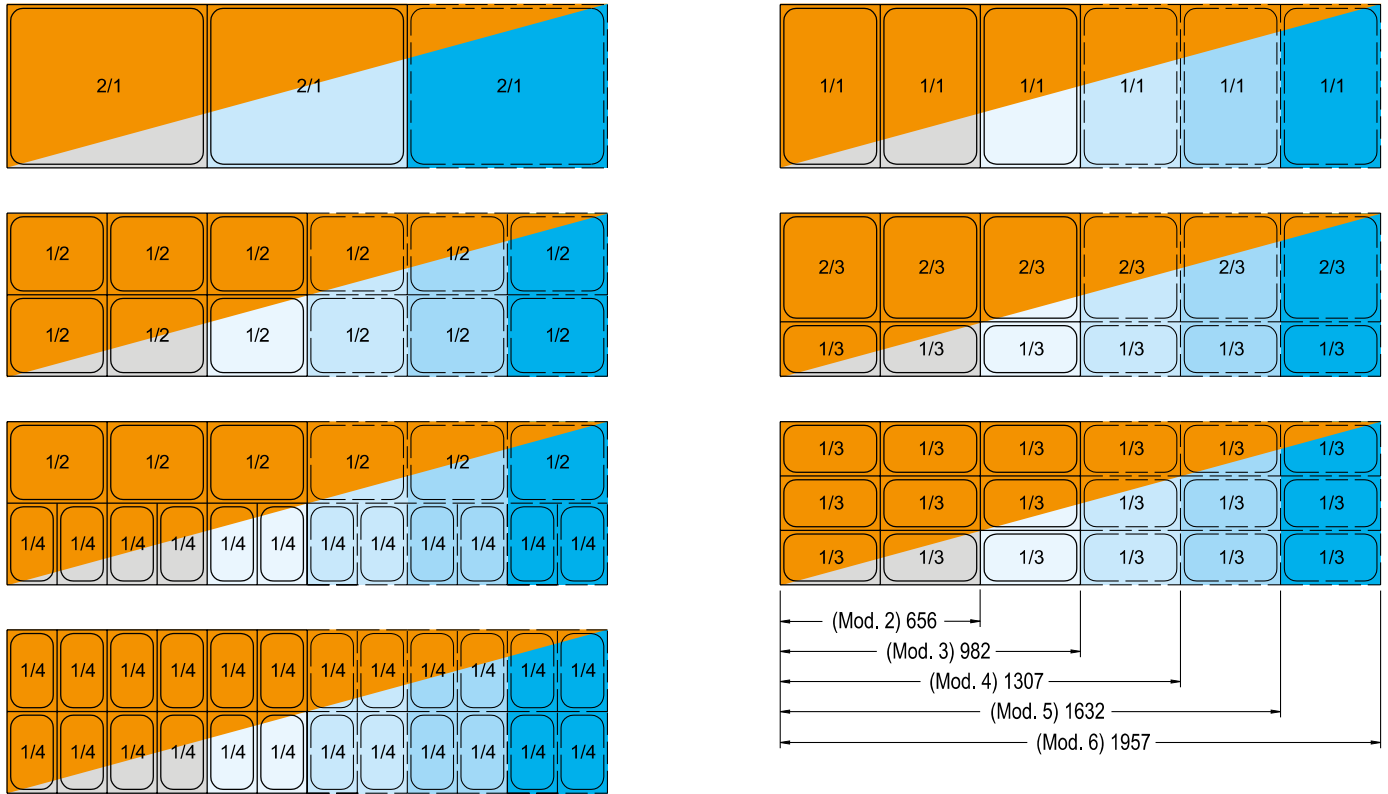 2/1 2/1 2/1
1/1 1/1 1/1 1/1 1/1 1/1
1/2 1/2 1/2 1/2 1/2 1/2
1/2 1/2 1/2 1/2 1/2 1/2
2/3 2/3 2/3 2/3 2/3 2/3
1/3 1/3 1/3 1/3 1/3 1/3
1/2 1/2 1/2 1/2 1/2 1/2
1/4 1/4 1/4 1/4 1/4 1/4 1/4 1/4 1/4 1/4 1/4 1/4
1/3 1/3 1/3 1/3 1/3 1/3
1/3 1/3 1/3 1/3 1/3 1/3
1/3 1/3 1/3 1/3 1/3 1/3
1/4 1/4 1/4 1/4 1/4 1/4 1/4 1/4 1/4 1/4 1/4 1/4
1/4 1/4 1/4 1/4 1/4 1/4 1/4 1/4 1/4 1/4 1/4 1/4
(Mod. 2) 656
(Mod. 3) 982
(Mod. 4) 1307
(Mod. 5) 1632
(Mod. 6) 1957